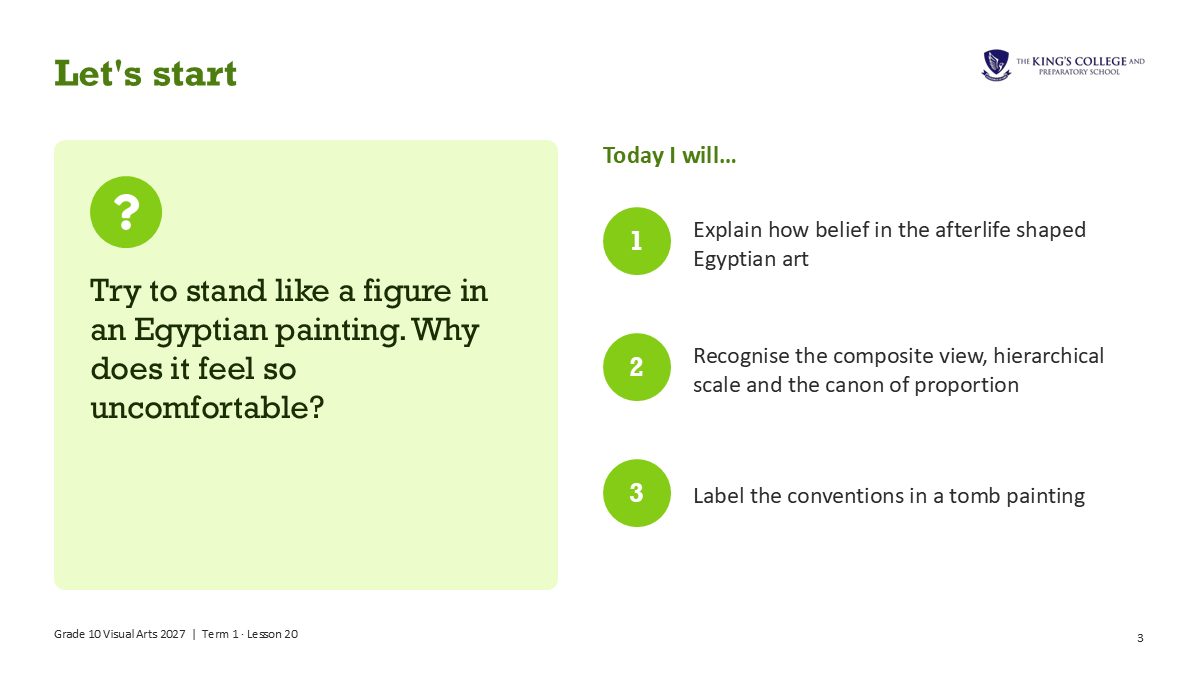 Let's start
THE KING'S COLLEGE AND
PREPARATORY SCHOOL
?
Try to stand like a figure in
an Egyptian painting. Why
does it feel so
uncomfortable?
Today I will...
1
Explain how belief in the afterlife shaped
Egyptian art
2
Recognise the composite view, hierarchical
scale and the canon of proportion
3
Label the conventions in a tomb painting
Grade 10 Visual Arts 2027 | Term 1 · Lesson 20
3